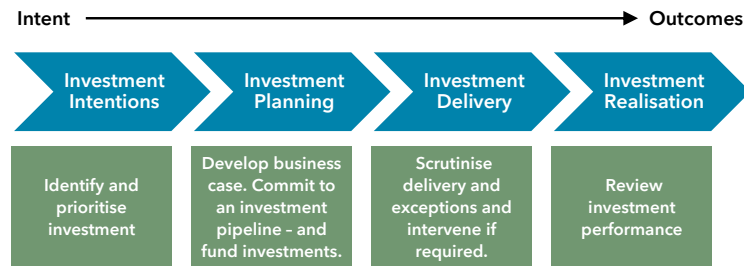 Intent
Outcomes
Investment
Intentions
Investment
Planning
Investment
Delivery
Investment
Realisation
Identify and
prioritise
investment
Develop business
case. Commit to
an investment
pipeline – and
fund investments.
Scrutinise
delivery and
exceptions and
intervene if
required.
Review
investment
performance